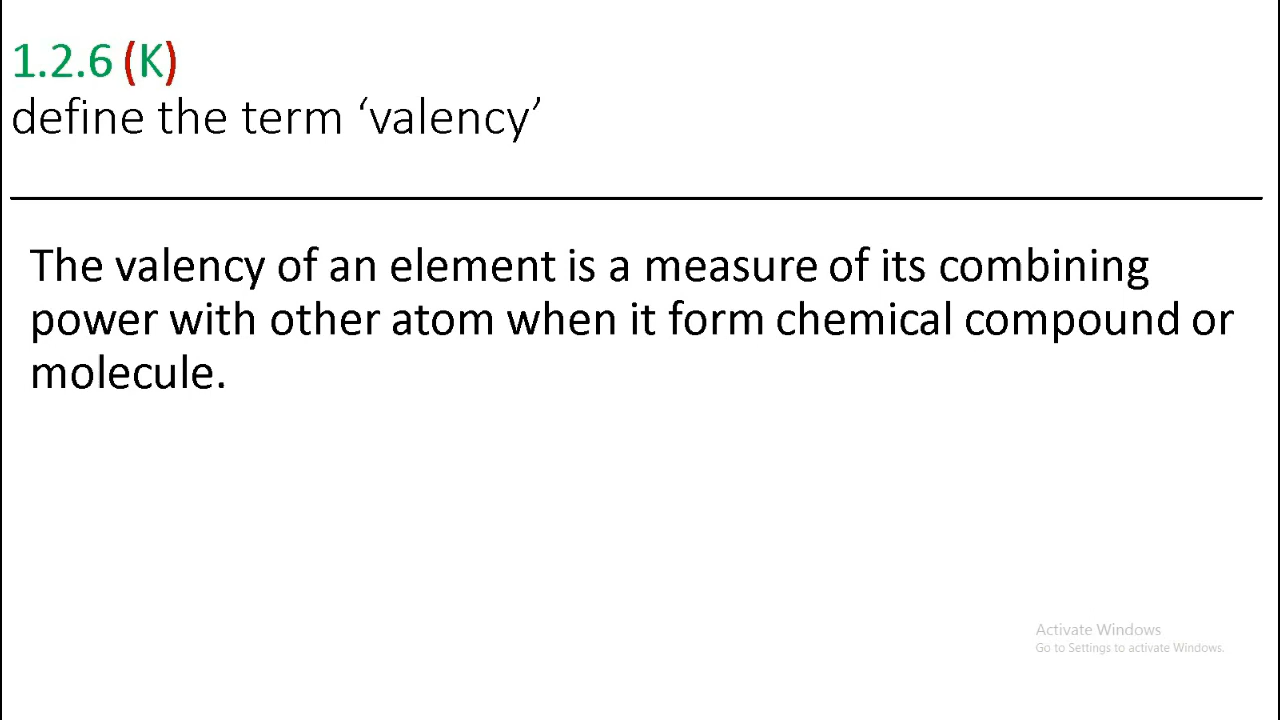 1.2.6 (K)
define the term ‘valency’
The valency of an element is a measure of its combining
power with other atom when it form chemical compound or
molecule.
Activate Windows
Go to Settings to activate Windows.